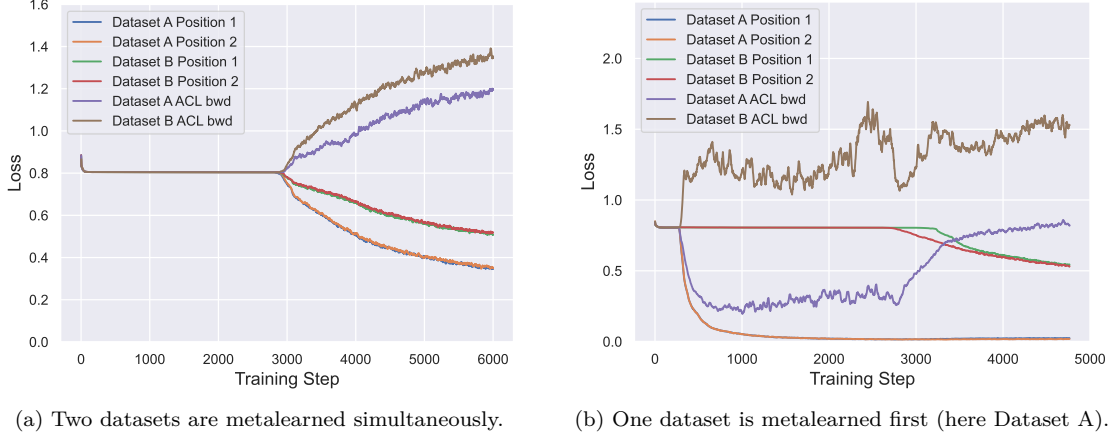 1.6
1.4
1.2
1.0
0.8
0.6
0.4
0.2
0.0
Loss
Dataset A Position 1
Dataset A Position 2
Dataset B Position 1
Dataset B Position 2
Dataset A ACL bwd
Dataset B ACL bwd
0 1000 2000 3000 4000 5000 6000
Training Step
(a) Two datasets are metalearned simultaneously.
2.0
1.5
1.0
0.5
0.0
Loss
Dataset A Position 1
Dataset A Position 2
Dataset B Position 1
Dataset B Position 2
Dataset A ACL bwd
Dataset B ACL bwd
0 1000 2000 3000 4000 5000
Training Step
(b) One dataset is metalearned first (here Dataset A).